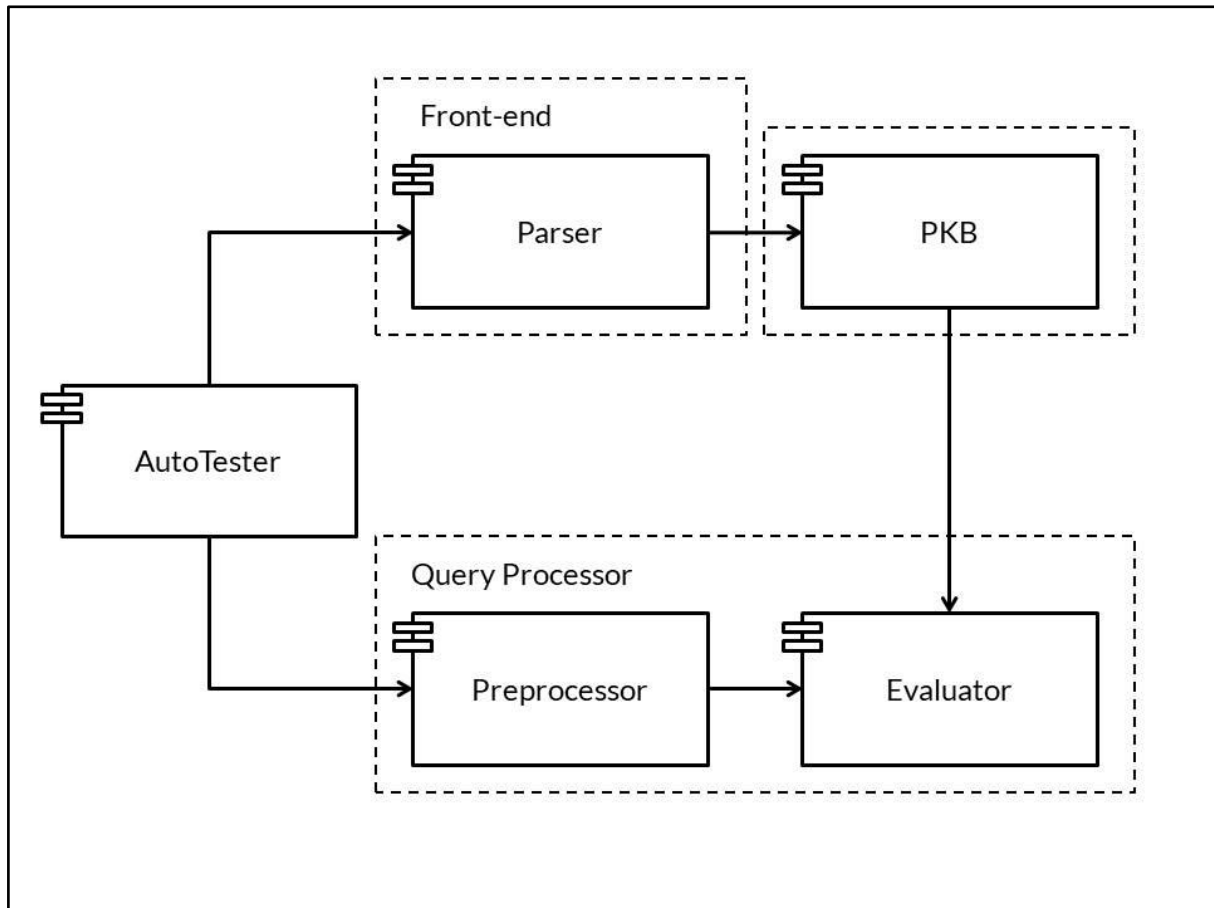 Front-end
Parser
PKB
AutoTester
Query Processor
Preprocessor
Evaluator